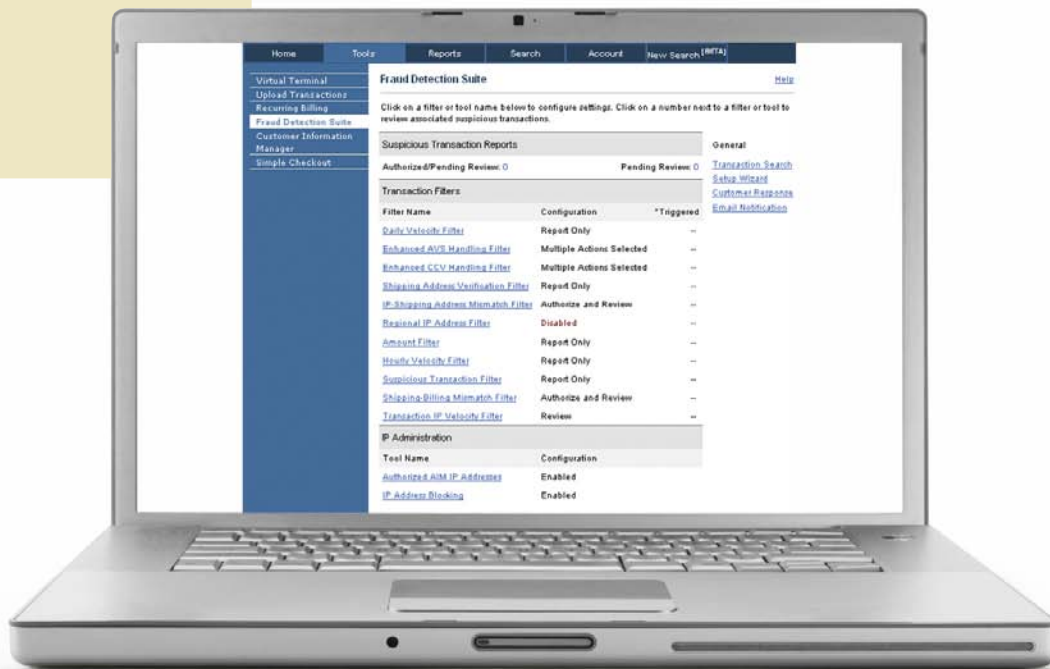 Home Tools Reports Search Account New Search [BETA]
Virtual Terminal
Upload Transactions
Recurring Billing
Fraud Detection Suite
Customer Information
Manager
Simple Checkout
Fraud Detection Suite Help
Click on a filter or tool name below to configure settings. Click on a number next to a filter or tool to
review associated suspicious transactions.
Suspicious Transaction Reports
Authorized/Pending Review: 0 Pending Review: 0
Transaction Filters
Filter Name Configuration *Triggered
Daily Velocity Filter Report Only --
Enhanced AVS Handling Filter Multiple Actions Selected --
Enhanced CCV Handling Filter Multiple Actions Selected --
Shipping Address Verification Filter Report Only --
IP-Shipping Address Mismatch Filter Authorize and Review --
Regional IP Address Filter Disabled --
Amount Filter Report Only --
Hourly Velocity Filter Report Only --
Suspicious Transaction Filter Report Only --
Shipping-Billing Mismatch Filter Authorize and Review --
Transaction IP Velocity Filter Review --
IP Administration
Tool Name Configuration
Authorized AIM IP Addresses Enabled
IP Address Blocking Enabled
General
Transaction Search
Setup Wizard
Customer Response
Email Notification